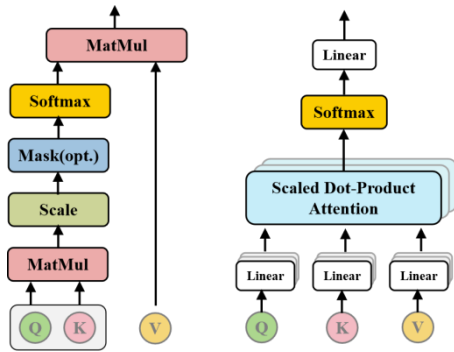 MatMul
Softmax
Mask(opt.)
Scale
MatMul
Q K V
Linear
Softmax
Scaled Dot-Product
Attention
Linear Linear Linear
Q K V